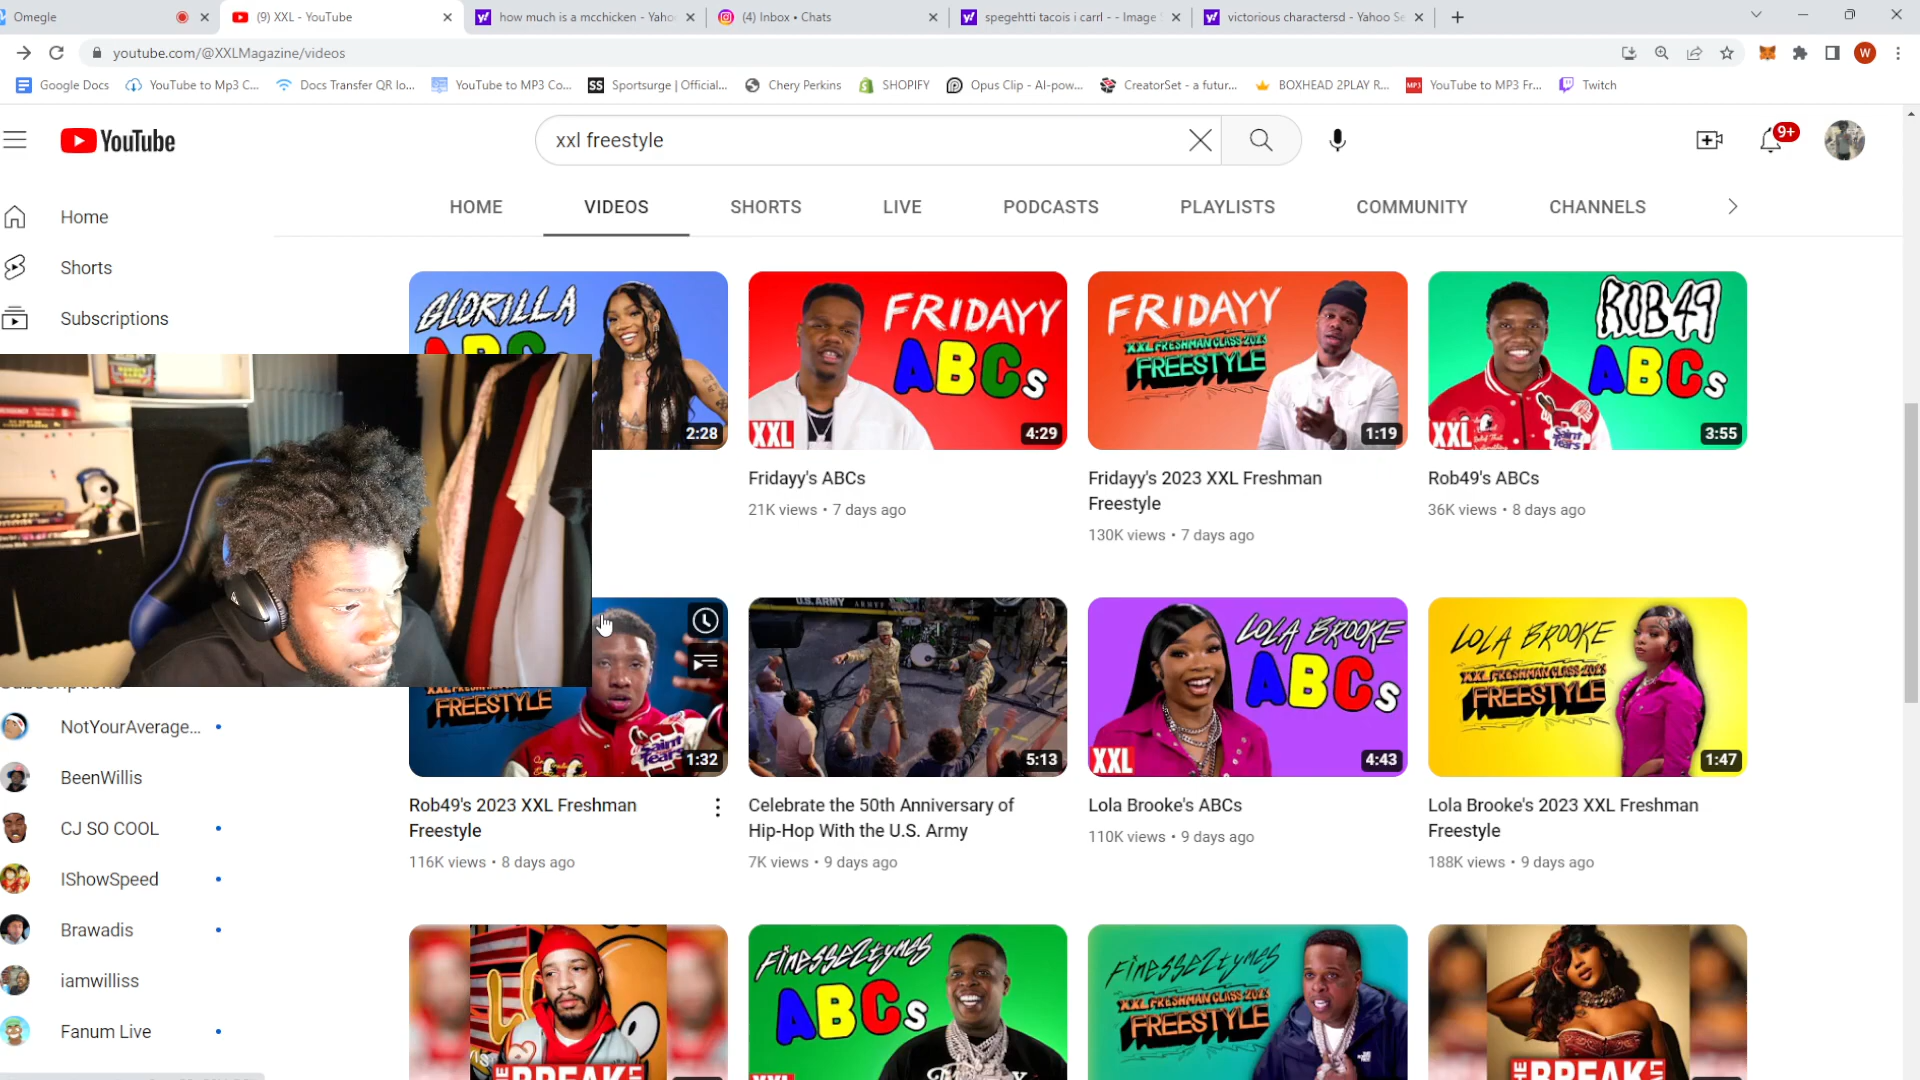 Omegle
(9) XXL - YouTube
how much is a mcchicken - Yaho
(4) Inbox • Chats
spegehtti tacois i carrl - - Image S
victorious charactersd - Yahoo Se
youtube.com/@XXLMagazine/videos
W
Google Docs
YouTube to Mp3 C...
Docs Transfer QR lo...
YouTube to MP3 Co...
Sportsurge | Official...
Chery Perkins
SHOPIFY
Opus Clip - AI-pow...
CreatorSet - a futur...
BOXHEAD 2PLAY R...
YouTube to MP3 Fr...
Twitch
YouTube
xxl freestyle
9+
HOME
VIDEOS
SHORTS
LIVE
PODCASTS
PLAYLISTS
COMMUNITY
CHANNELS
Home
Shorts
Subscriptions
GLORILLA
ABCs
2:28
FRIDAYY
ABCs
XXL
4:29
FRIDAYY
XXL FRESHMAN CLASS 2023
FREESTYLE
1:19
ROB49
ABCs
XXL
3:55
Fridayy's ABCs
21K views • 7 days ago
Fridayy's 2023 XXL Freshman
Freestyle
130K views • 7 days ago
Rob49's ABCs
36K views • 8 days ago
FREESTYLE
1:32
U.S. ARMY
5:13
LOLA BROOKE
ABCs
XXL
4:43
LOLA BROOKE
XXL FRESHMAN CLASS 2023
FREESTYLE
1:47
Rob49's 2023 XXL Freshman
Freestyle
116K views • 8 days ago
Celebrate the 50th Anniversary of
Hip-Hop With the U.S. Army
7K views • 9 days ago
Lola Brooke's ABCs
110K views • 9 days ago
Lola Brooke's 2023 XXL Freshman
Freestyle
188K views • 9 days ago
Subscriptions
NotYourAverage...
BeenWillis
CJ SO COOL
IShowSpeed
Brawadis
iamwilliss
Fanum Live
THE BREAK
FINESSE2TYMES
ABCs
FINESSE2TYMES
XXL FRESHMAN CLASS 2023
FREESTYLE
THE BREAK